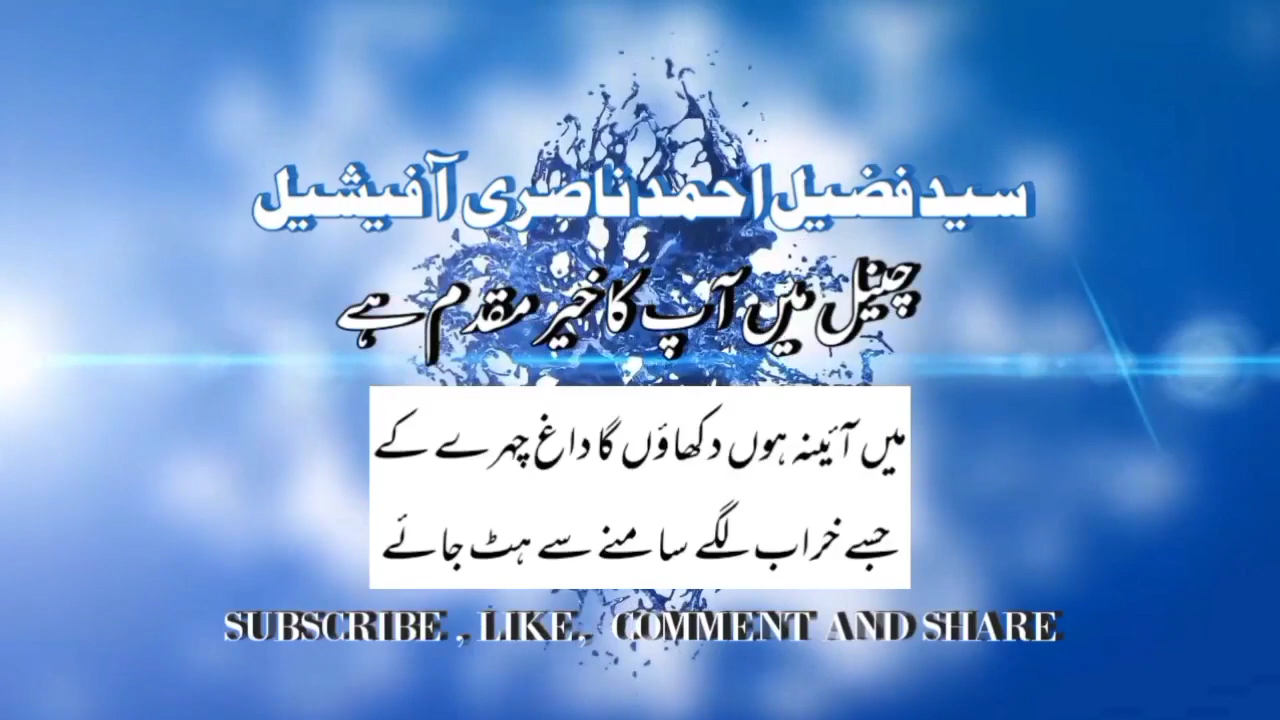 سید فضیل احمد ناصری آفیشیل
چینل میں آپ کا خیر مقدم ہے
میں آئینہ ہوں دکھاؤں گا داغ چہرے کے
جسے خراب لگے سامنے سے ہٹ جائے
SUBSCRIBE , LIKE , COMMENT AND SHARE